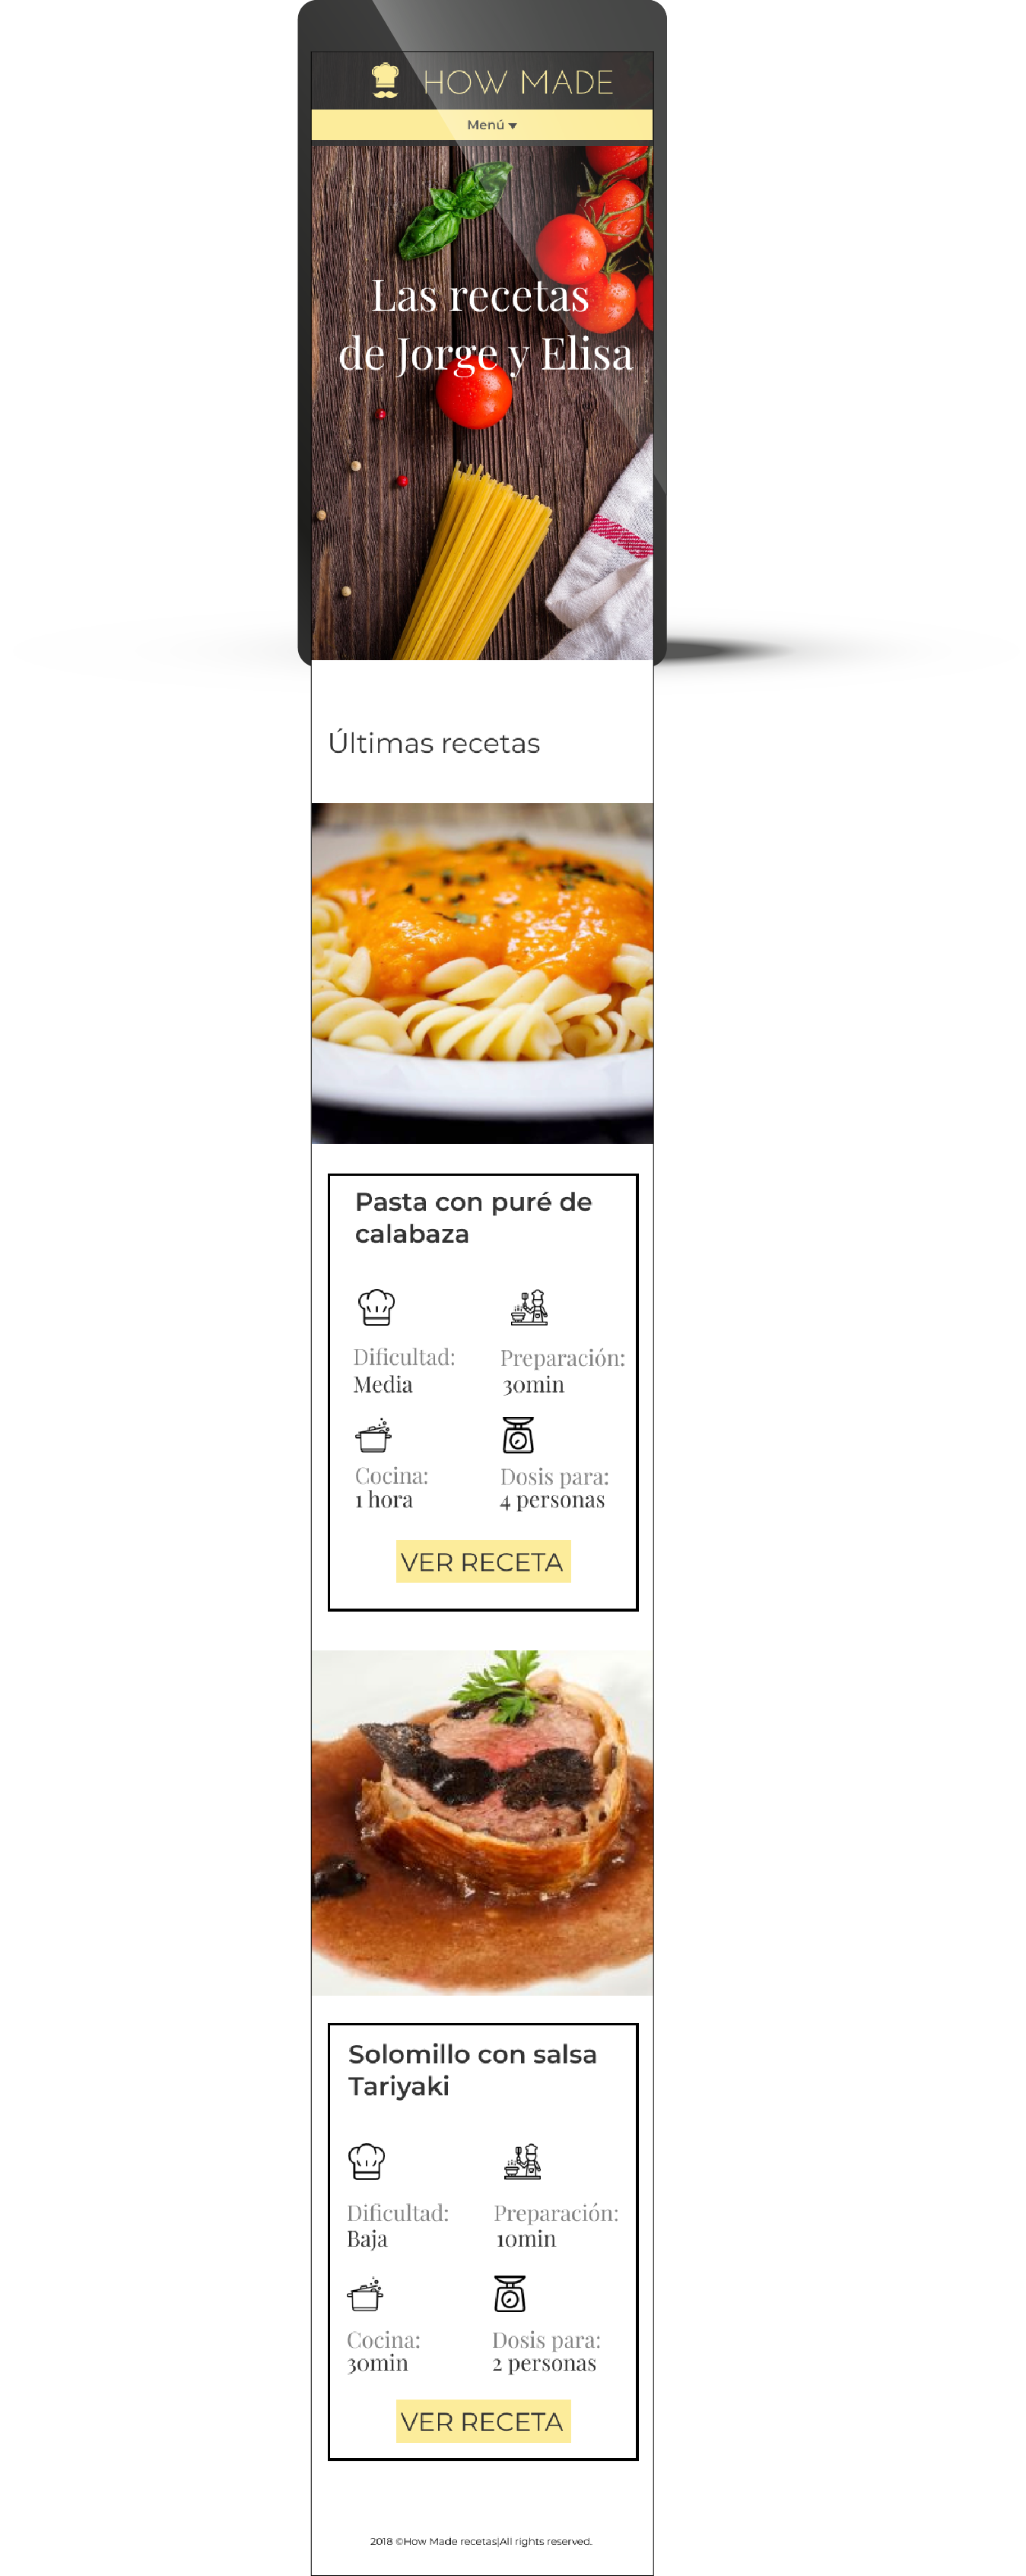 HOW MADE
Menú
Las recetas
de Jorge y Elisa
Últimas recetas
Pasta con puré de
calabaza
Dificultad:
Media
Preparación:
30min
Cocina:
1 hora
Dosis para:
4 personas
VER RECETA
Solomillo con salsa
Tariyaki
Dificultad:
Baja
Preparación:
10min
Cocina:
30min
Dosis para:
2 personas
VER RECETA
2018 ©How Made recetas|All rights reserved.